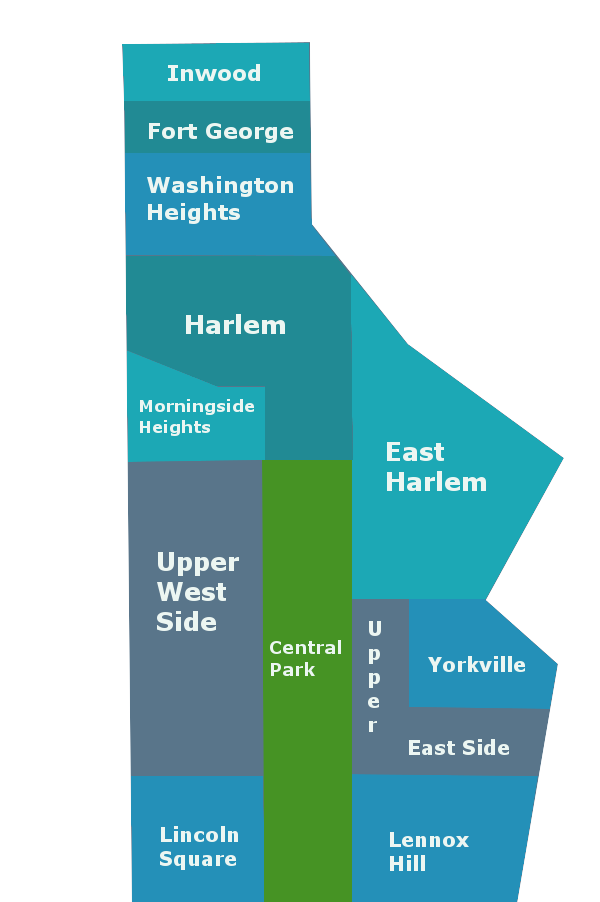 Inwood
Fort George
Washington
Heights
Harlem
Morningside
Heights
East
Harlem
Upper
West
Side
Central
Park
Upper
East Side
Yorkville
Lincoln
Square
Lennox
Hill